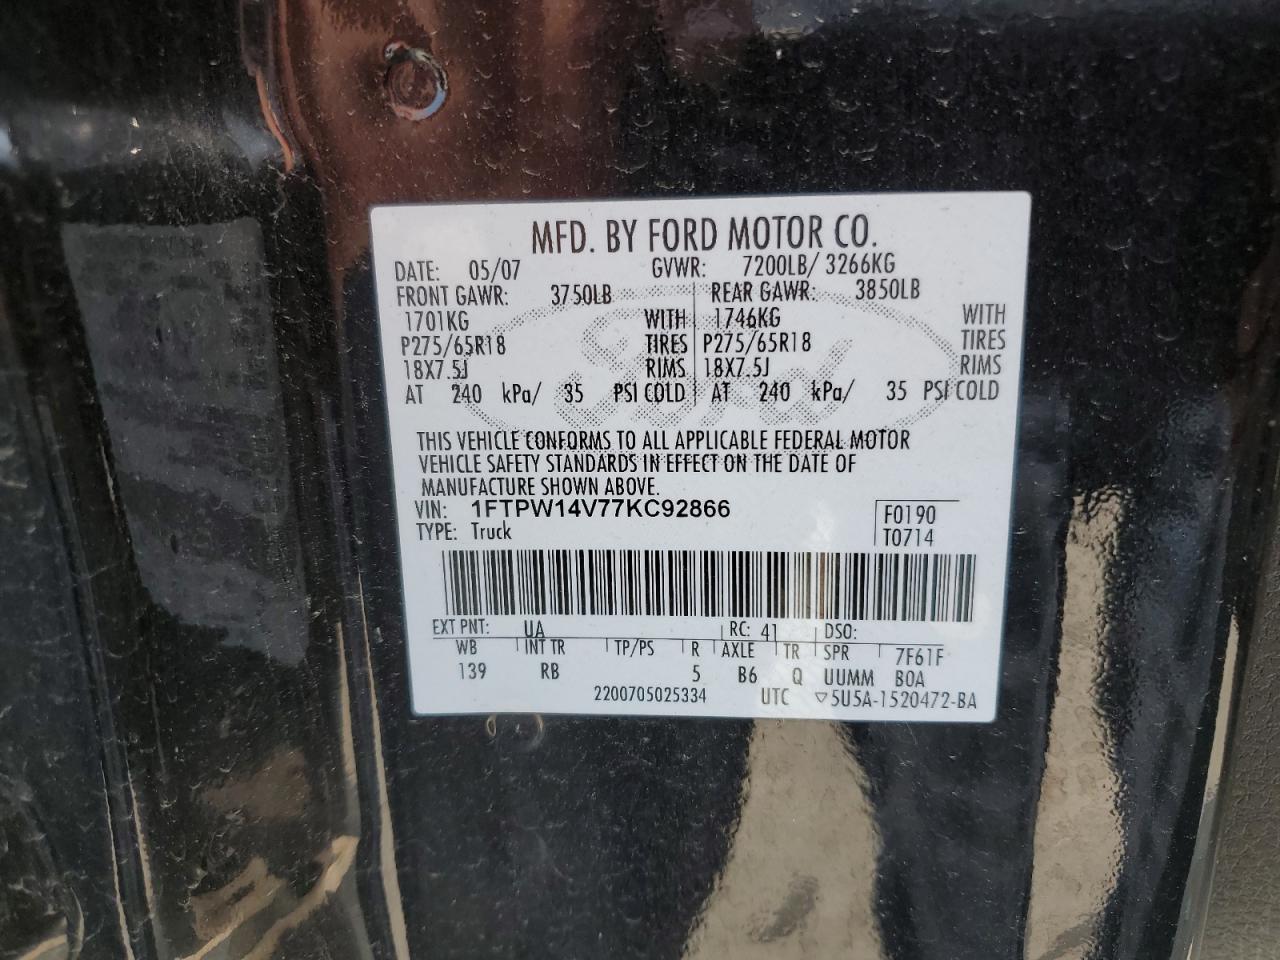 MFD. BY FORD MOTOR CO.
DATE: 05/07 GVWR: 7200LB/ 3266KG
FRONT GAWR: 3750LB REAR GAWR: 3850LB
1701KG WITH 1746KG WITH
P275/65R18 TIRES P275/65R18 TIRES
18X7.5J RIMS 18X7.5J RIMS
AT 240 kPa/ 35 PSI COLD AT 240 kPa/ 35 PSI COLD
Ford
THIS VEHICLE CONFORMS TO ALL APPLICABLE FEDERAL MOTOR
VEHICLE SAFETY STANDARDS IN EFFECT ON THE DATE OF
MANUFACTURE SHOWN ABOVE.
VIN: 1FTPW14V77KC92866 F0190
TYPE: Truck T0714
EXT PNT: UA RC: 41 DSO:
WB INT TR TP/PS R AXLE TR SPR 7F61F
139 RB 5 B6 Q UUMM BOA
2200705025334 UTC ▽5U5A-1520472-BA